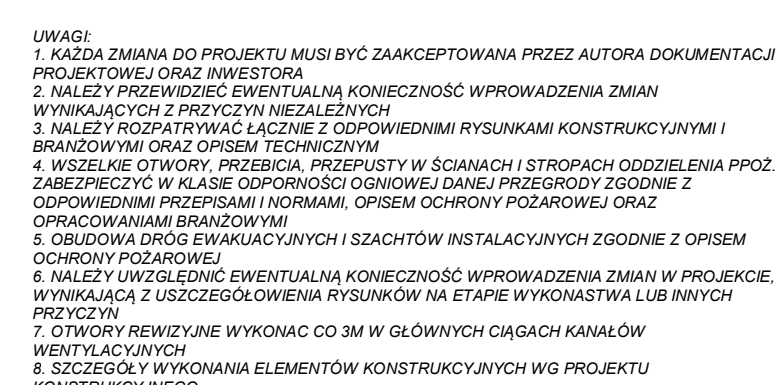 UWAGI:
1. KAŻDA ZMIANA DO PROJEKTU MUSI BYĆ ZAAKCEPTOWANA PRZEZ AUTORA DOKUMENTACJI
PROJEKTOWEJ ORAZ INWESTORA
2. NALEŻY PRZEWIDZIEĆ EWENTUALNĄ KONIECZNOŚĆ WPROWADZENIA ZMIAN
WYNIKAJĄCYCH Z PRZYCZYN NIEZALEŻNYCH
3. NALEŻY ROZPATRYWAĆ ŁĄCZNIE Z ODPOWIEDNIMI RYSUNKAMI KONSTRUKCYJNYMI I
BRANŻOWYMI ORAZ OPISEM TECHNICZNYM
4. WSZELKIE OTWORY, PRZEBICIA, PRZEPUSTY W ŚCIANACH I STROPACH ODDZIELENIA PPOŻ.
ZABEZPIECZYĆ W KLASIE ODPORNOŚCI OGNIOWEJ DANEJ PRZEGRODY ZGODNIE Z
ODPOWIEDNIMI PRZEPISAMI I NORMAMI, OPISEM OCHRONY POŻAROWEJ ORAZ
OPRACOWANIAMI BRANŻOWYMI
5. OBUDOWA DRÓG EWAKUACYJNYCH I SZACHTÓW INSTALACYJNYCH ZGODNIE Z OPISEM
OCHRONY POŻAROWEJ
6. NALEŻY UWZGLĘDNIĆ EWENTUALNĄ KONIECZNOŚĆ WPROWADZENIA ZMIAN W PROJEKCIE,
WYNIKAJĄCĄ Z USZCZEGÓŁOWIENIA RYSUNKÓW NA ETAPIE WYKONASTWA LUB INNYCH
PRZYCZYN
7. OTWORY REWIZYJNE WYKONAC CO 3M W GŁÓWNYCH CIĄGACH KANAŁÓW
WENTYLACYJNYCH
8. SZCZEGÓŁY WYKONANIA ELEMENTÓW KONSTRUKCYJNYCH WG PROJEKTU
KONSTRUKCYJNEGO